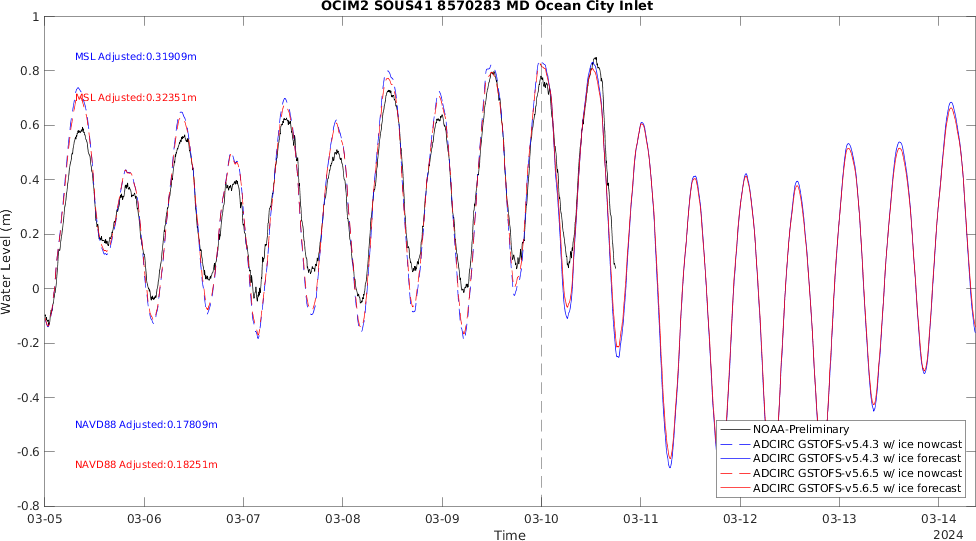 OCIM2 SOUS41 8570283 MD Ocean City Inlet
1
0.8
0.6
0.4
0.2
0
-0.2
-0.4
-0.6
-0.8
Water Level (m)
MSL Adjusted:0.31909m
MSL Adjusted:0.32351m
NAVD88 Adjusted:0.17809m
NAVD88 Adjusted:0.18251m
NOAA-Preliminary
ADCIRC GSTOFS-v5.4.3 w/ ice nowcast
ADCIRC GSTOFS-v5.4.3 w/ ice forecast
ADCIRC GSTOFS-v5.6.5 w/ ice nowcast
ADCIRC GSTOFS-v5.6.5 w/ ice forecast
03-05 03-06 03-07 03-08 03-09 03-10 03-11 03-12 03-13 03-14
Time
2024